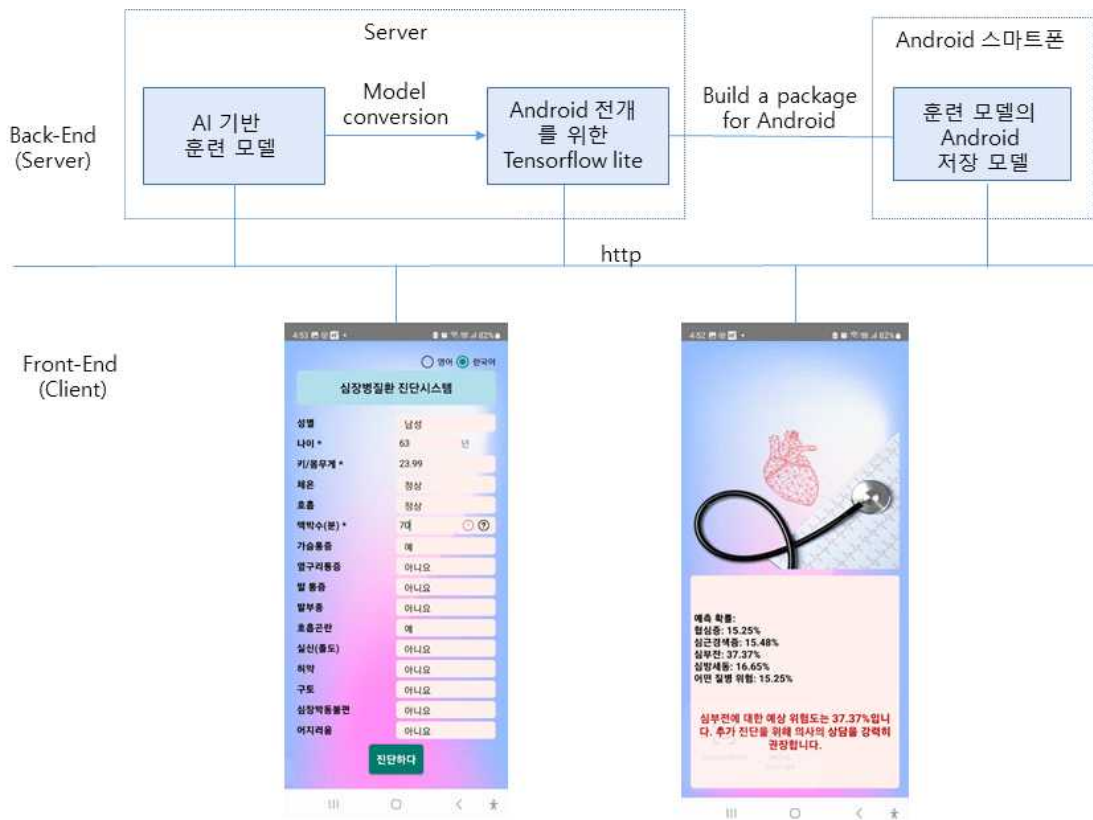 Server
Android 스마트폰
Back-End
(Server)
AI 기반
훈련 모델
Model
conversion
Android 전개
를 위한
Tensorflow lite
Build a package
for Android
훈련 모델의
Android
저장 모델
http
Front-End
(Client)
4:53
82%
영어 한국어
심장병질환 진단시스템
성별 남성
나이 * 63 년
키/몸무게 * 23.99
체온 정상
호흡 정상
맥박수(분) * 70
가슴통증 예
옆구리통증 아니요
발 통증 아니요
발부종 아니요
호흡곤란 예
실신(졸도) 아니요
허약 아니요
구토 아니요
심장박동불편 아니요
어지러움 아니요
진단하다
4:52
82%
예측 확률:
협심증: 15.25%
심근경색증: 15.48%
심부전: 37.37%
심방세동: 16.65%
어떤 질병 위험: 15.25%
심부전에 대한 예상 위험도는 37.37%입니
다. 추가 진단을 위해 의사의 상담을 강력히
권장합니다.